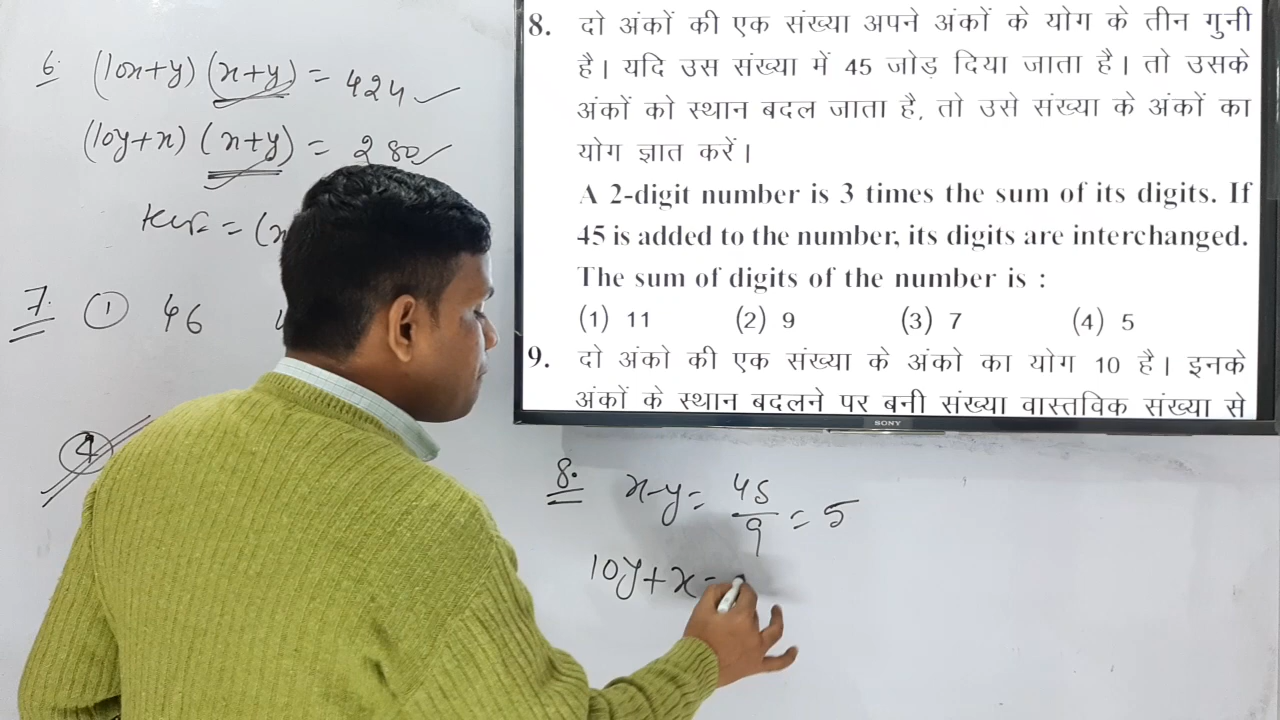 6. (10x+y) (x+y) = 424 ✓
(10y+x) (x+y) = 280 ✓
= (x
7. ① 46
④
8. दो अंकों की एक संख्या अपने अंकों के योग के तीन गुनी
है। यदि उस संख्या में 45 जोड़ दिया जाता है। तो उसके
अंकों को स्थान बदल जाता है, तो उसे संख्या के अंकों का
योग ज्ञात करें।
A 2-digit number is 3 times the sum of its digits. If
45 is added to the number, its digits are interchanged.
The sum of digits of the number is :
(1) 11 (2) 9 (3) 7 (4) 5
9. दो अंको की एक संख्या के अंको का योग 10 है। इनके
अंकों के स्थान बदलने पर बनी संख्या वास्तविक संख्या से
SONY
8. x-y = 45/9 = 5
10y+x =